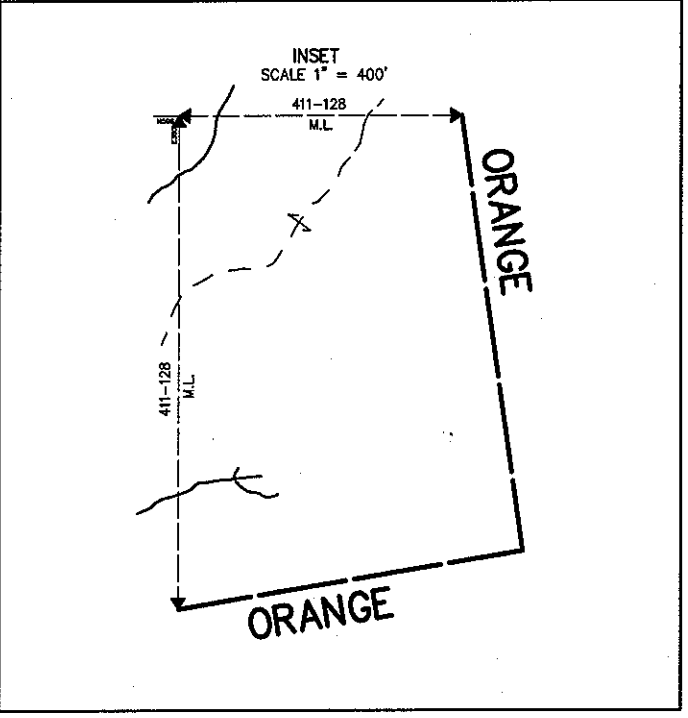 INSET
SCALE 1" = 400'
411-128
M.L.
ORANGE
411-128
M.L.
ORANGE